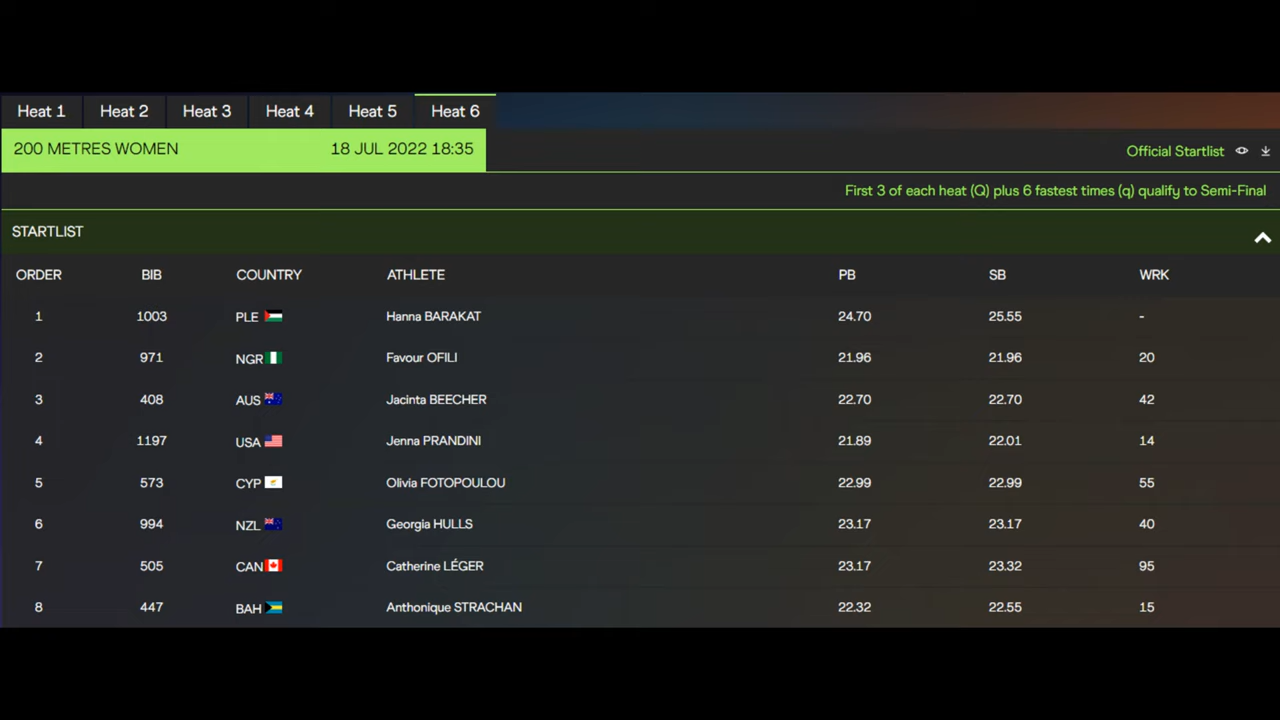 Heat 1 Heat 2 Heat 3 Heat 4 Heat 5 Heat 6
200 METRES WOMEN 18 JUL 2022 18:35
Official Startlist
First 3 of each heat (Q) plus 6 fastest times (q) qualify to Semi-Final
STARTLIST
ORDER BIB COUNTRY ATHLETE PB SB WRK
1 1003 PLE Hanna BARAKAT 24.70 25.55 -
2 971 NGR Favour OFILI 21.96 21.96 20
3 408 AUS Jacinta BEECHER 22.70 22.70 42
4 1197 USA Jenna PRANDINI 21.89 22.01 14
5 573 CYP Olivia FOTOPOULOU 22.99 22.99 55
6 994 NZL Georgia HULLS 23.17 23.17 40
7 505 CAN Catherine LÉGER 23.17 23.32 95
8 447 BAH Anthonique STRACHAN 22.32 22.55 15